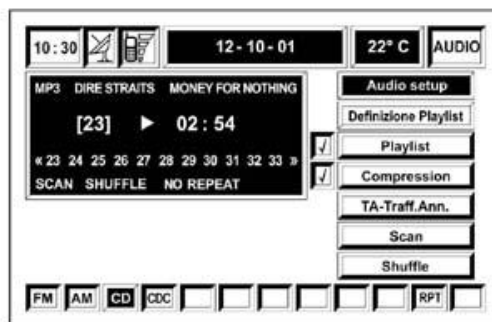 10:30 12-10-01 22° C AUDIO
MP3 DIRE STRAITS MONEY FOR NOTHING
[23] ▶ 02:54
« 23 24 25 26 27 28 29 30 31 32 33 »
SCAN SHUFFLE NO REPEAT
Audio setup
Definizione Playlist
√ Playlist
√ Compression
TA-Traff.Ann.
Scan
Shuffle
FM AM CD CDC RPT